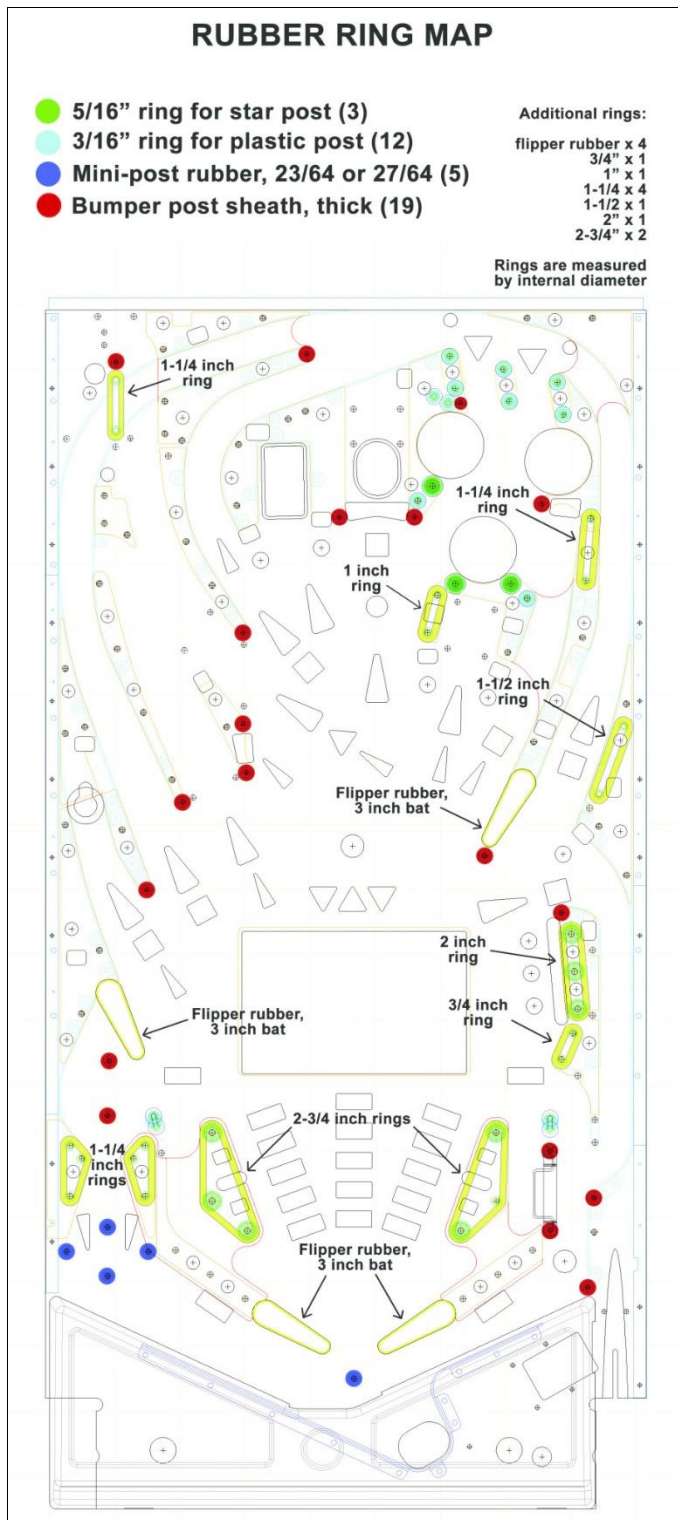 RUBBER RING MAP
5/16” ring for star post (3)
3/16” ring for plastic post (12)
Mini-post rubber, 23/64 or 27/64 (5)
Bumper post sheath, thick (19)
Additional rings:
flipper rubber x 4
3/4” x 1
1” x 1
1-1/4 x 4
1-1/2 x 1
2” x 1
2-3/4” x 2
Rings are measured
by internal diameter
1-1/4 inch
ring
1-1/4 inch
ring
1 inch
ring
1-1/2 inch
ring
Flipper rubber,
3 inch bat
2 inch
ring
3/4 inch
ring
Flipper rubber,
3 inch bat
2-3/4 inch rings
1-1/4
inch
rings
Flipper rubber,
3 inch bat